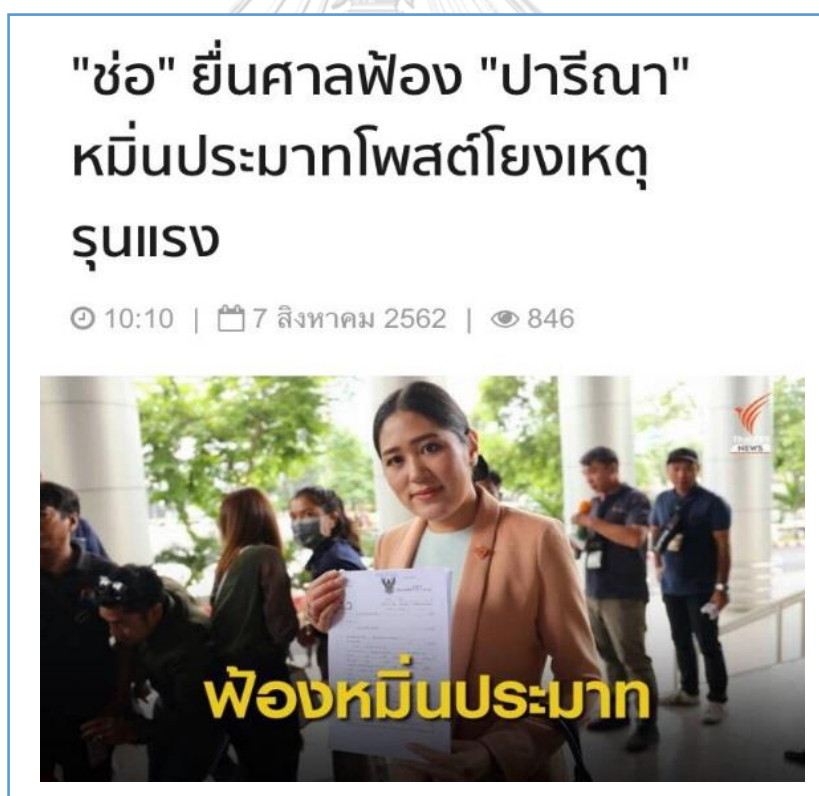 "ช่อ" ยื่นศาลฟ้อง "ปารีณา"
หมิ่นประมาทโพสต์โยงเหตุ
รุนแรง
10:10 | 7 สิงหาคม 2562 | 846
NEWS
ฟ้องหมิ่นประมาท